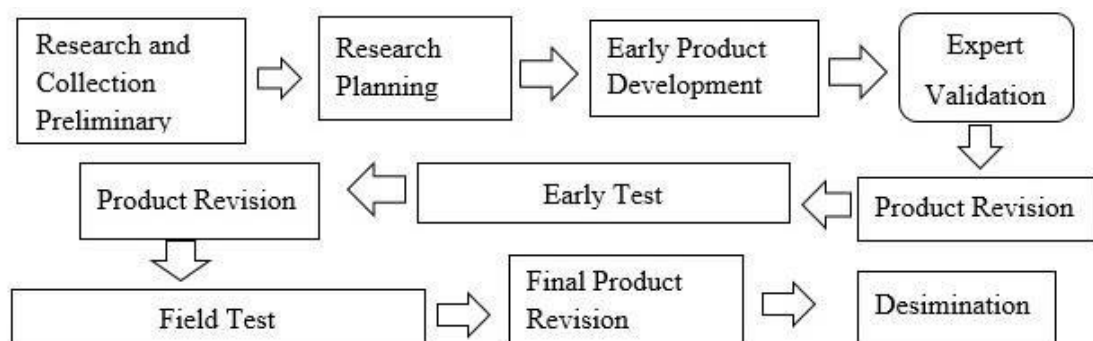 Research and
Collection
Preliminary
Research
Planning
Early Product
Development
Expert
Validation
Product Revision
Early Test
Product Revision
Field Test
Final Product
Revision
Desimination